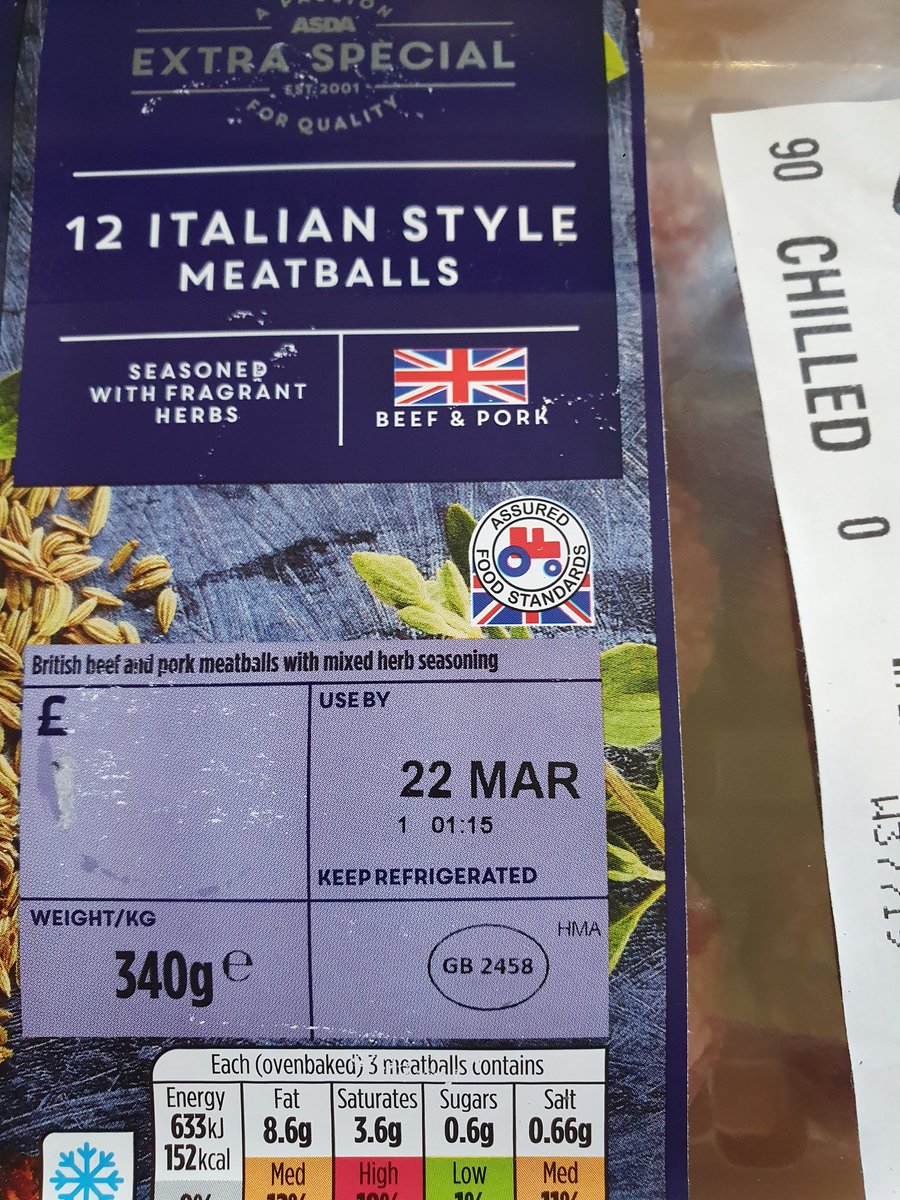 A PASSION
ASDA
EXTRA SPECIAL
EST. 2001
FOR QUALITY
12 ITALIAN STYLE
MEATBALLS
SEASONED
WITH FRAGRANT
HERBS
BEEF & PORK
ASSURED
FOOD STANDARDS
British beef and pork meatballs with mixed herb seasoning
£
USE BY
22 MAR
1 01:15
KEEP REFRIGERATED
WEIGHT/KG
340g e
HMA
GB 2458
Each (ovenbaked) 3 meatballs contains
Energy Fat Saturates Sugars Salt
633kJ 8.6g 3.6g 0.6g 0.66g
152kcal
Med High Low Med
90 CHILLED 0